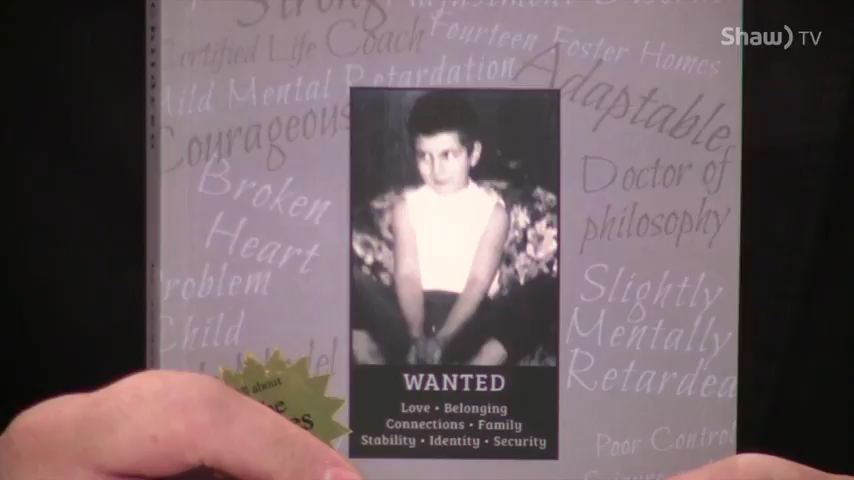 Shaw) TV
Strong
Fourteen Foster Homes
Certified Life Coach
Mild Mental Retardation
Adaptable
Courageous
Doctor of
philosophy
Broken
Heart
Problem
Child
Slightly
Mentally
Retarded
WANTED
Love • Belonging
Connections • Family
Stability • Identity • Security
about
Poor Control